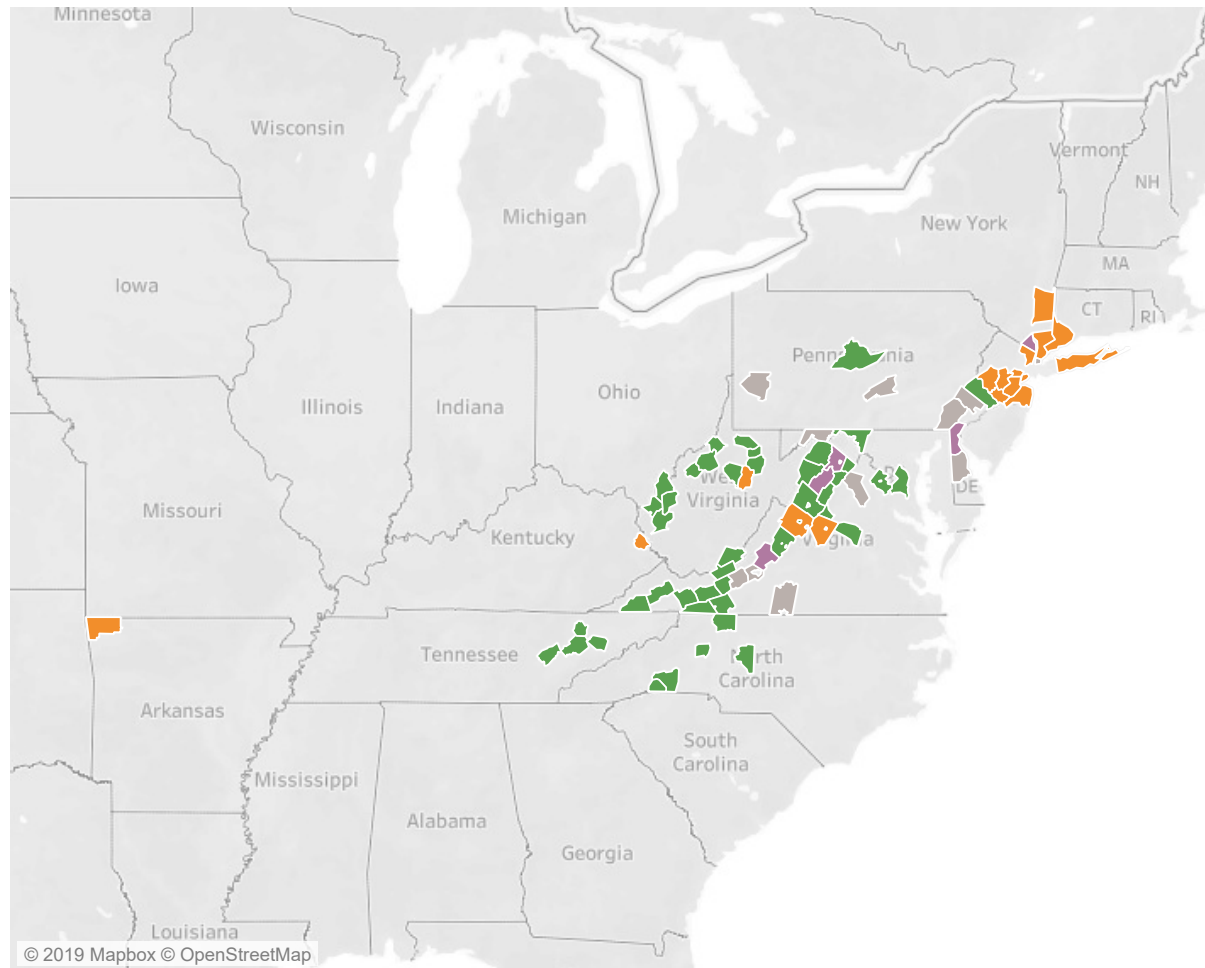 Minnesota
Wisconsin
Vermont
NH
Michigan
New York
MA
Iowa
CT
RI
Ohio
Illinois
Indiana
DE
West
Virginia
Missouri
Kentucky
Virginia
Tennessee
North
Carolina
Arkansas
South
Carolina
Mississippi
Alabama
Georgia
Louisiana
© 2019 Mapbox © OpenStreetMap